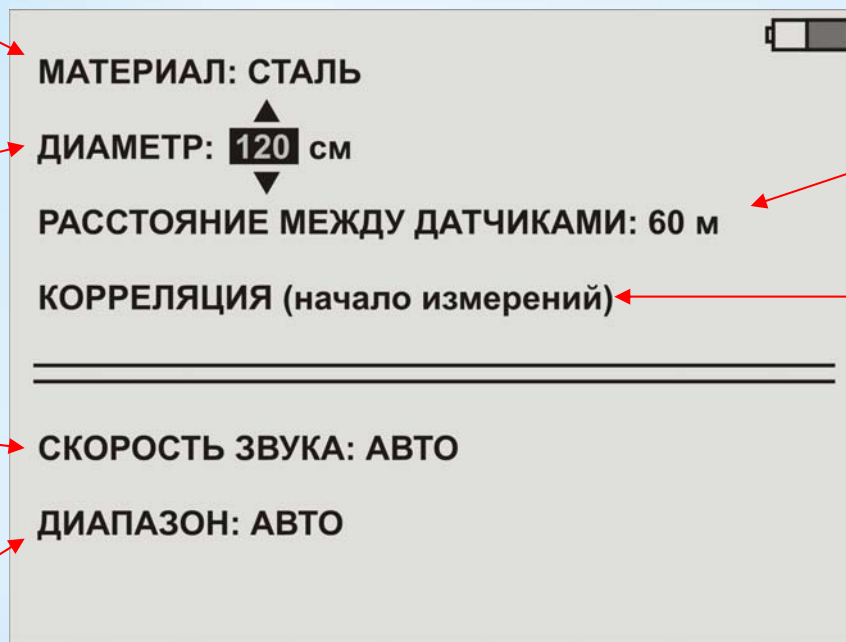 МАТЕРИАЛ: СТАЛЬ
ДИАМЕТР: 120 см
РАССТОЯНИЕ МЕЖДУ ДАТЧИКАМИ: 60 м
КОРРЕЛЯЦИЯ (начало измерений)
СКОРОСТЬ ЗВУКА: АВТО
ДИАПАЗОН: АВТО